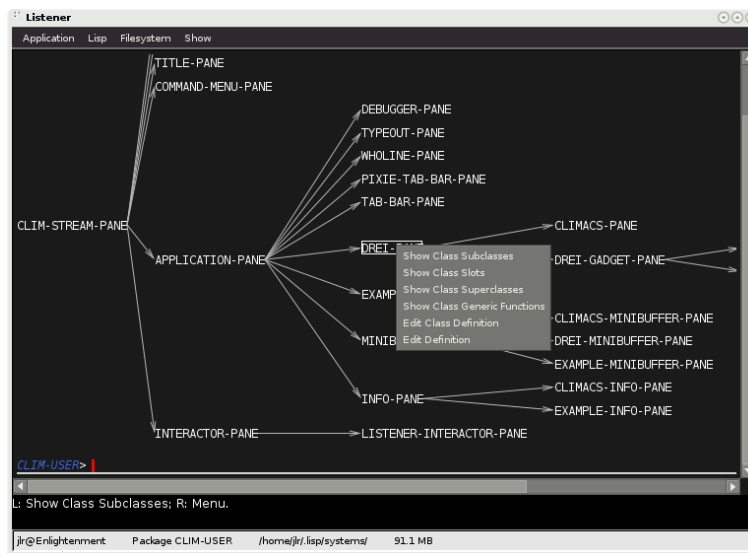 Listener
Application Lisp Filesystem Show
TITLE-PANE
COMMAND-MENU-PANE
DEBUGGER-PANE
TYPEOUT-PANE
WHOLINE-PANE
PIXIE-TAB-BAR-PANE
TAB-BAR-PANE
CLIM-STREAM-PANE
CLIMACS-PANE
DREI-PANE
Show Class Subclasses
APPLICATION-PANE
DREI-GADGET-PANE
Show Class Slots
Show Class Superclasses
EXAMP
Show Class Generic Functions
CLIMACS-MINIBUFFER-PANE
Edit Class Definition
MINIB
Edit Definition
DREI-MINIBUFFER-PANE
EXAMPLE-MINIBUFFER-PANE
CLIMACS-INFO-PANE
INFO-PANE
EXAMPLE-INFO-PANE
INTERACTOR-PANE
LISTENER-INTERACTOR-PANE
CLIM-USER>
L: Show Class Subclasses; R: Menu.
jlr@Enlightenment Package CLIM-USER /home/jlr/.lisp/systems/ 91.1 MB